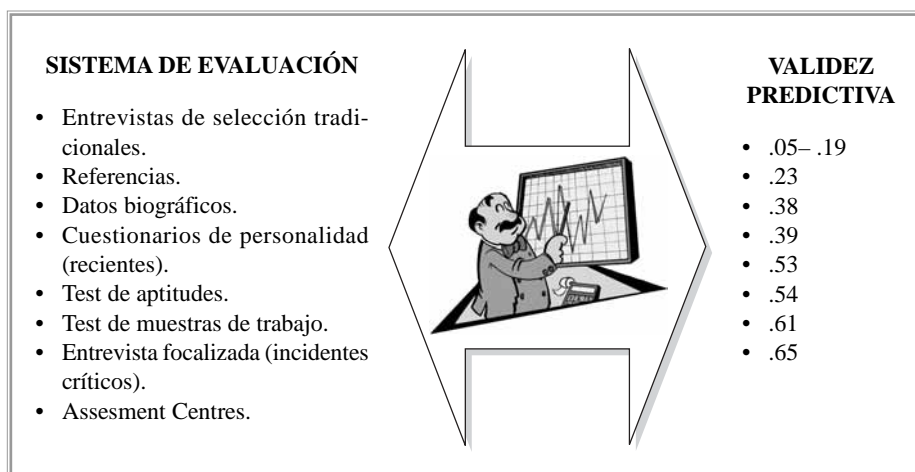 SISTEMA DE EVALUACIÓN
• Entrevistas de selección tradi-
cionales.
• Referencias.
• Datos biográficos.
• Cuestionarios de personalidad
(recientes).
• Test de aptitudes.
• Test de muestras de trabajo.
• Entrevista focalizada (incidentes
críticos).
• Assesment Centres.
VALIDEZ
PREDICTIVA
• .05– .19
• .23
• .38
• .39
• .53
• .54
• .61
• .65